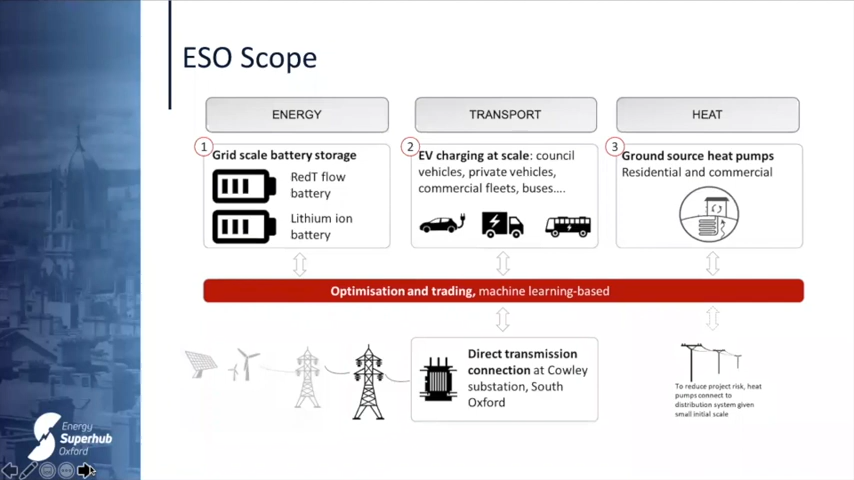 ESO Scope
ENERGY
TRANSPORT
HEAT
1
Grid scale battery storage
RedT flow
battery
Lithium ion
battery
2
EV charging at scale: council
vehicles, private vehicles,
commercial fleets, buses....
3
Ground source heat pumps
Residential and commercial
Optimisation and trading, machine learning-based
Direct transmission
connection at Cowley
substation, South
Oxford
To reduce project risk, heat
pumps connect to
distribution system given
small initial scale
Energy
Superhub
Oxford